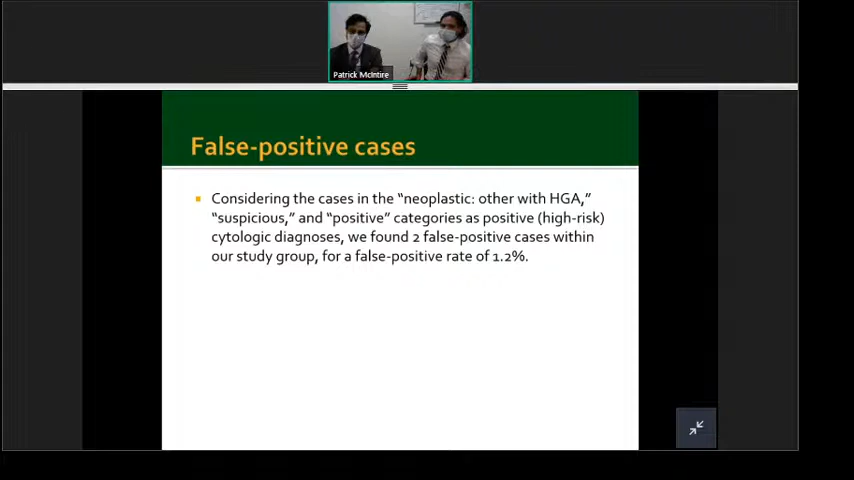 Patrick McIntire
False-positive cases
Considering the cases in the “neoplastic: other with HGA,”
“suspicious,” and “positive” categories as positive (high-risk)
cytologic diagnoses, we found 2 false-positive cases within
our study group, for a false-positive rate of 1.2%.